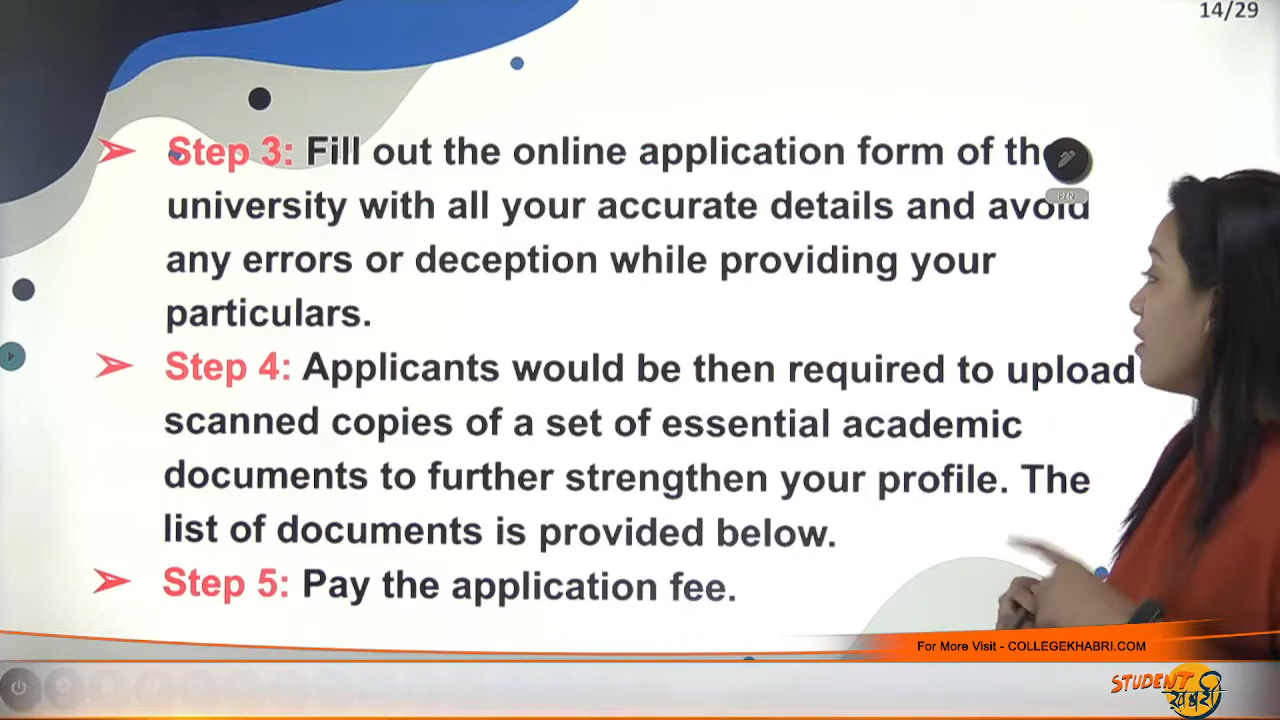 14/29
Step 3: Fill out the online application form of the
PEN
university with all your accurate details and avoid
any errors or deception while providing your
particulars.
Step 4: Applicants would be then required to upload
scanned copies of a set of essential academic
documents to further strengthen your profile. The
list of documents is provided below.
Step 5: Pay the application fee.
For More Visit - COLLEGEKHABRI.COM
STUDENT
खबरी